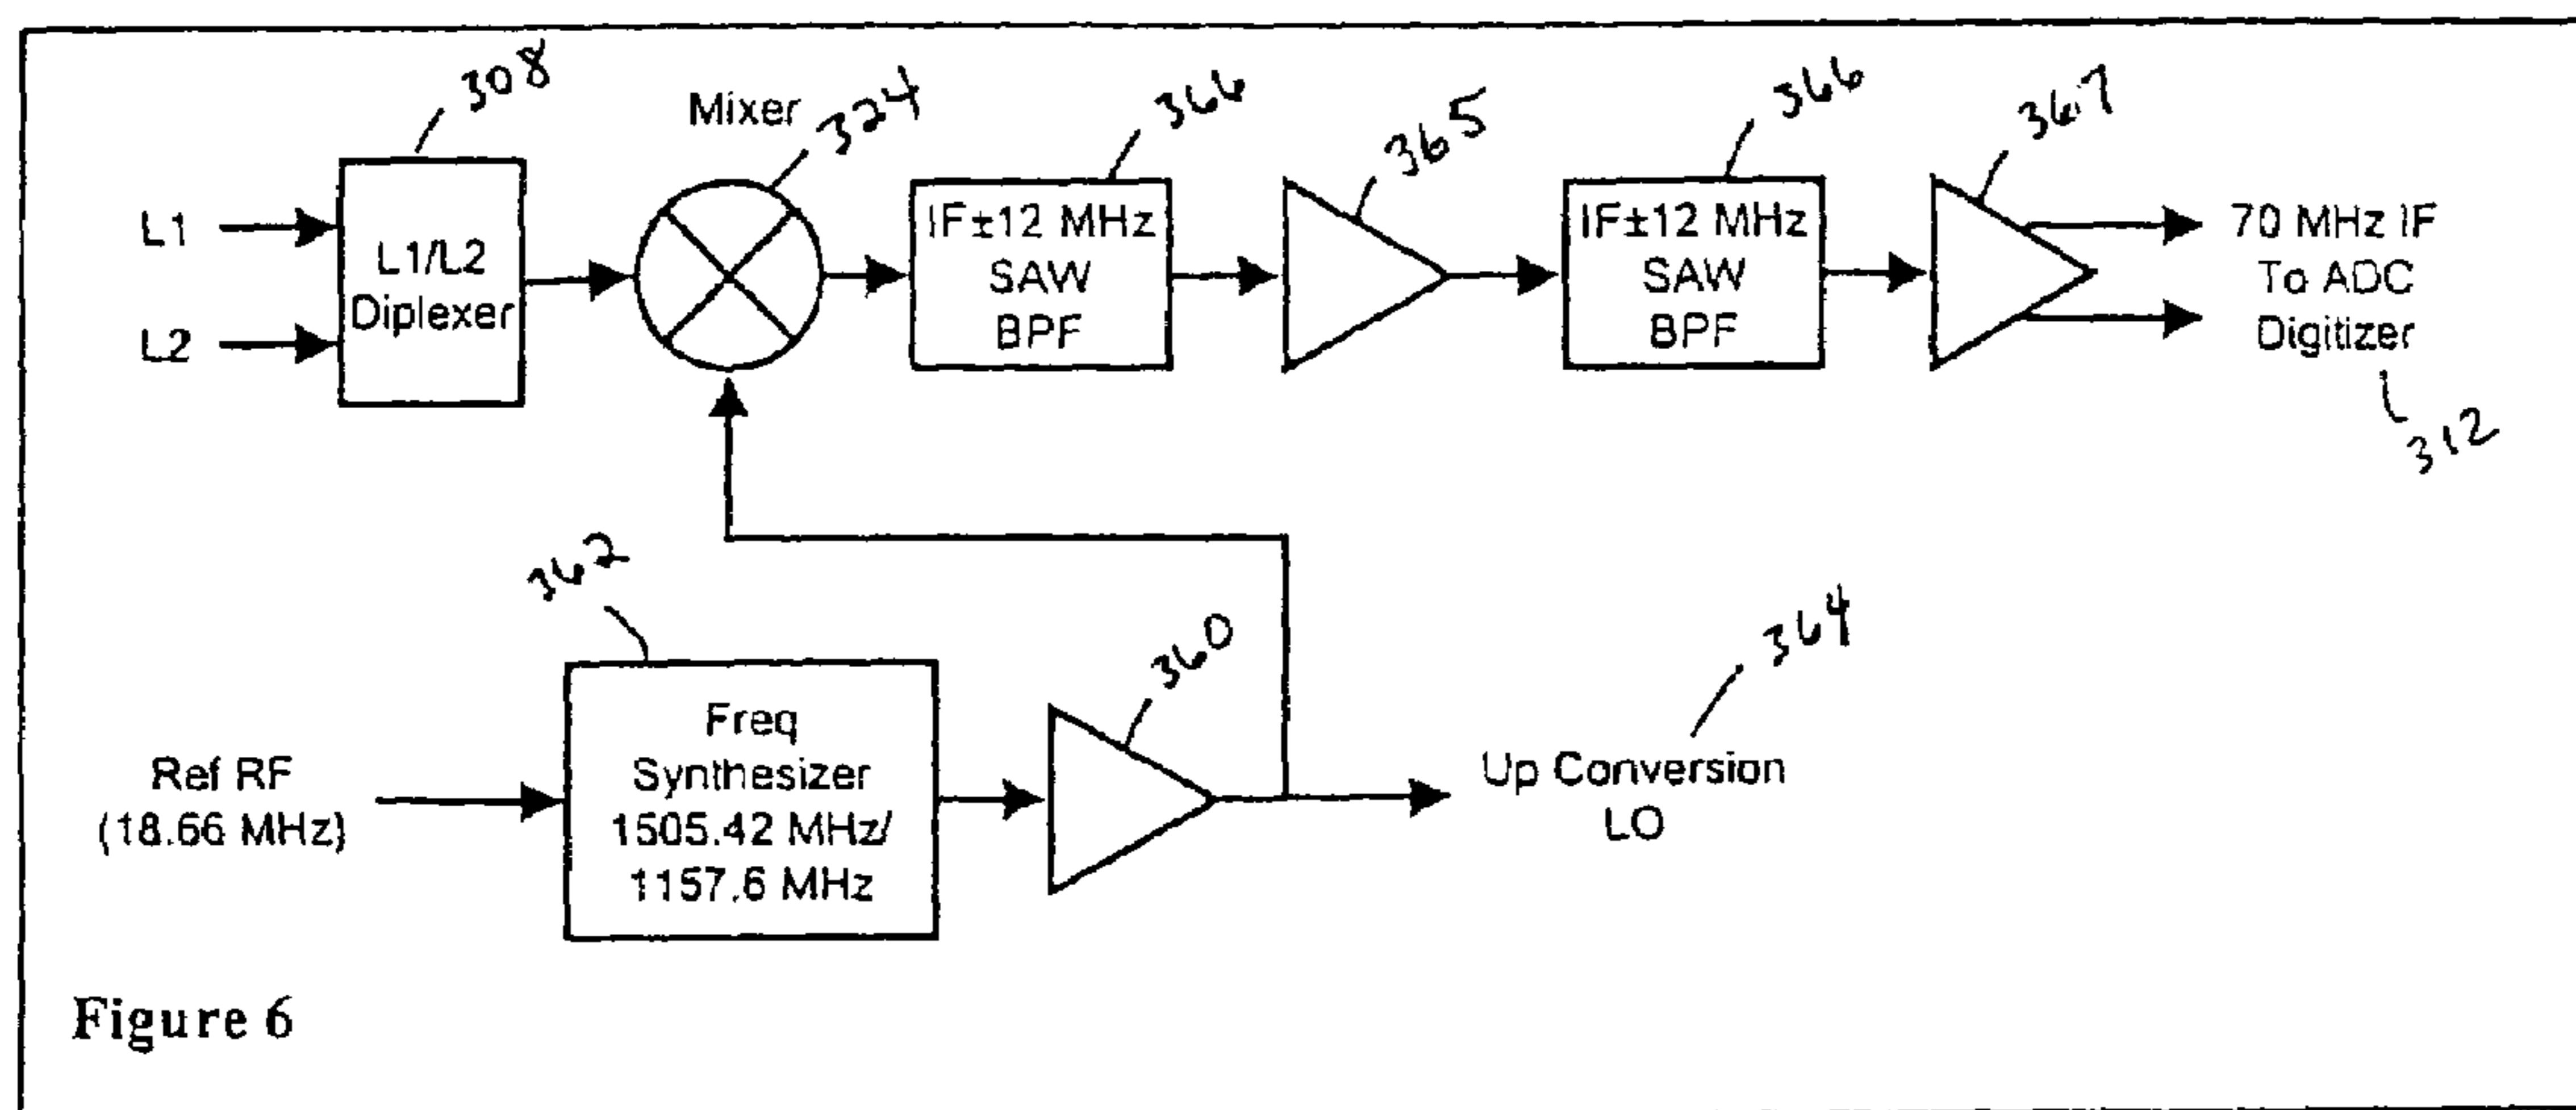 308
Mixer
324
366
365
366
367
L1
L2
L1/L2
Diplexer
IF±12 MHz
SAW
BPF
IF±12 MHz
SAW
BPF
70 MHz IF
To ADC
Digitizer
312
362
360
364
Ref RF
(18.66 MHz)
Freq
Synthesizer
1505.42 MHz/
1157.6 MHz
Up Conversion
LO
Figure 6